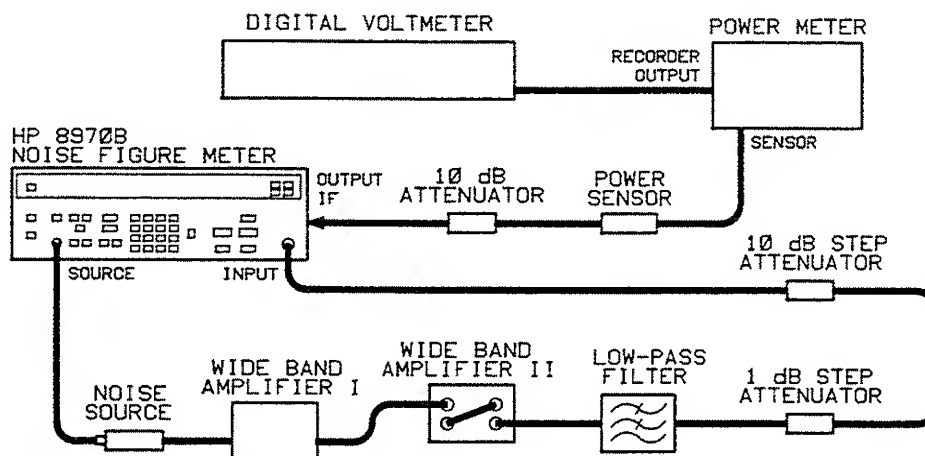 DIGITAL VOLTMETER
POWER METER
RECORDER
OUTPUT
SENSOR
HP 8970B
NOISE FIGURE METER
OUTPUT
IF
10 dB
ATTENUATOR
POWER
SENSOR
SOURCE
INPUT
10 dB STEP
ATTENUATOR
WIDE BAND
AMPLIFIER I
WIDE BAND
AMPLIFIER II
LOW-PASS
FILTER
1 dB STEP
ATTENUATOR
NOISE
SOURCE